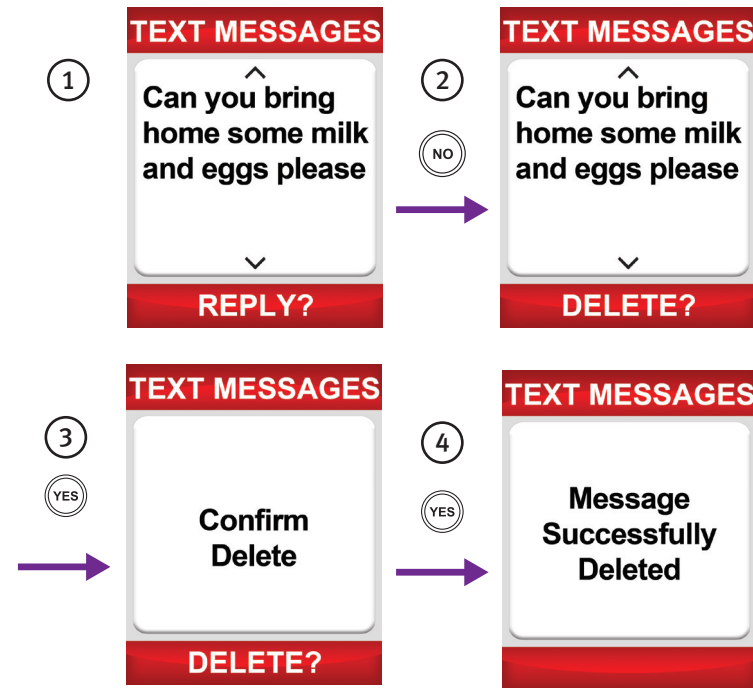 TEXT MESSAGES
1
Can you bring
home some milk
and eggs please
REPLY?
2
NO
TEXT MESSAGES
Can you bring
home some milk
and eggs please
DELETE?
3
YES
TEXT MESSAGES
Confirm
Delete
DELETE?
4
YES
TEXT MESSAGES
Message
Successfully
Deleted